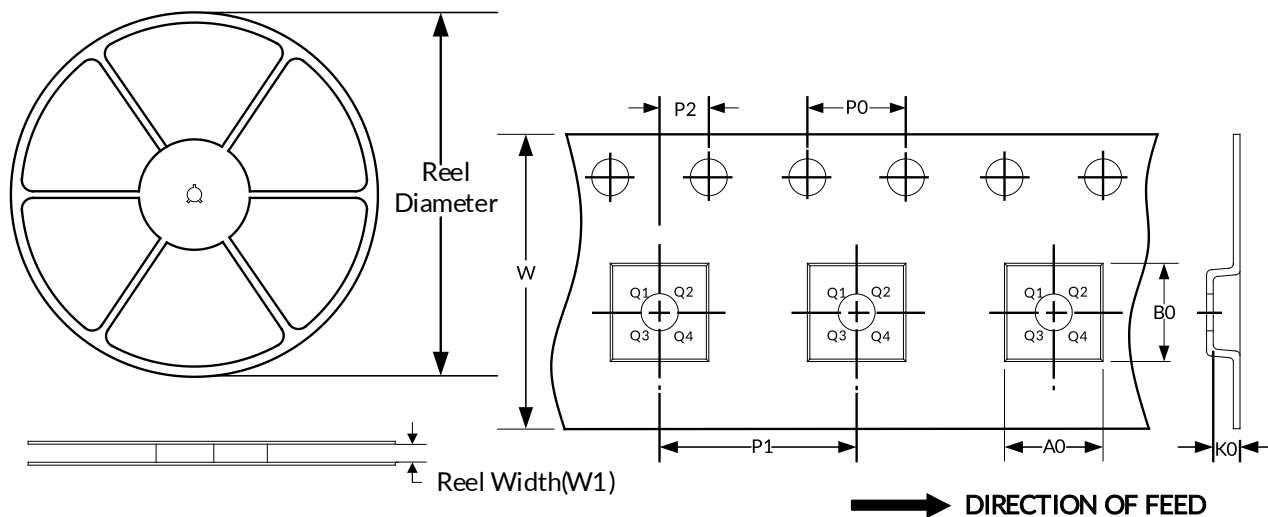 Reel
Diameter
Reel Width(W1)
P2
P0
W
Q1 Q2
Q3 Q4
Q1 Q2
Q3 Q4
Q1 Q2
Q3 Q4
B0
P1
A0
K0
DIRECTION OF FEED